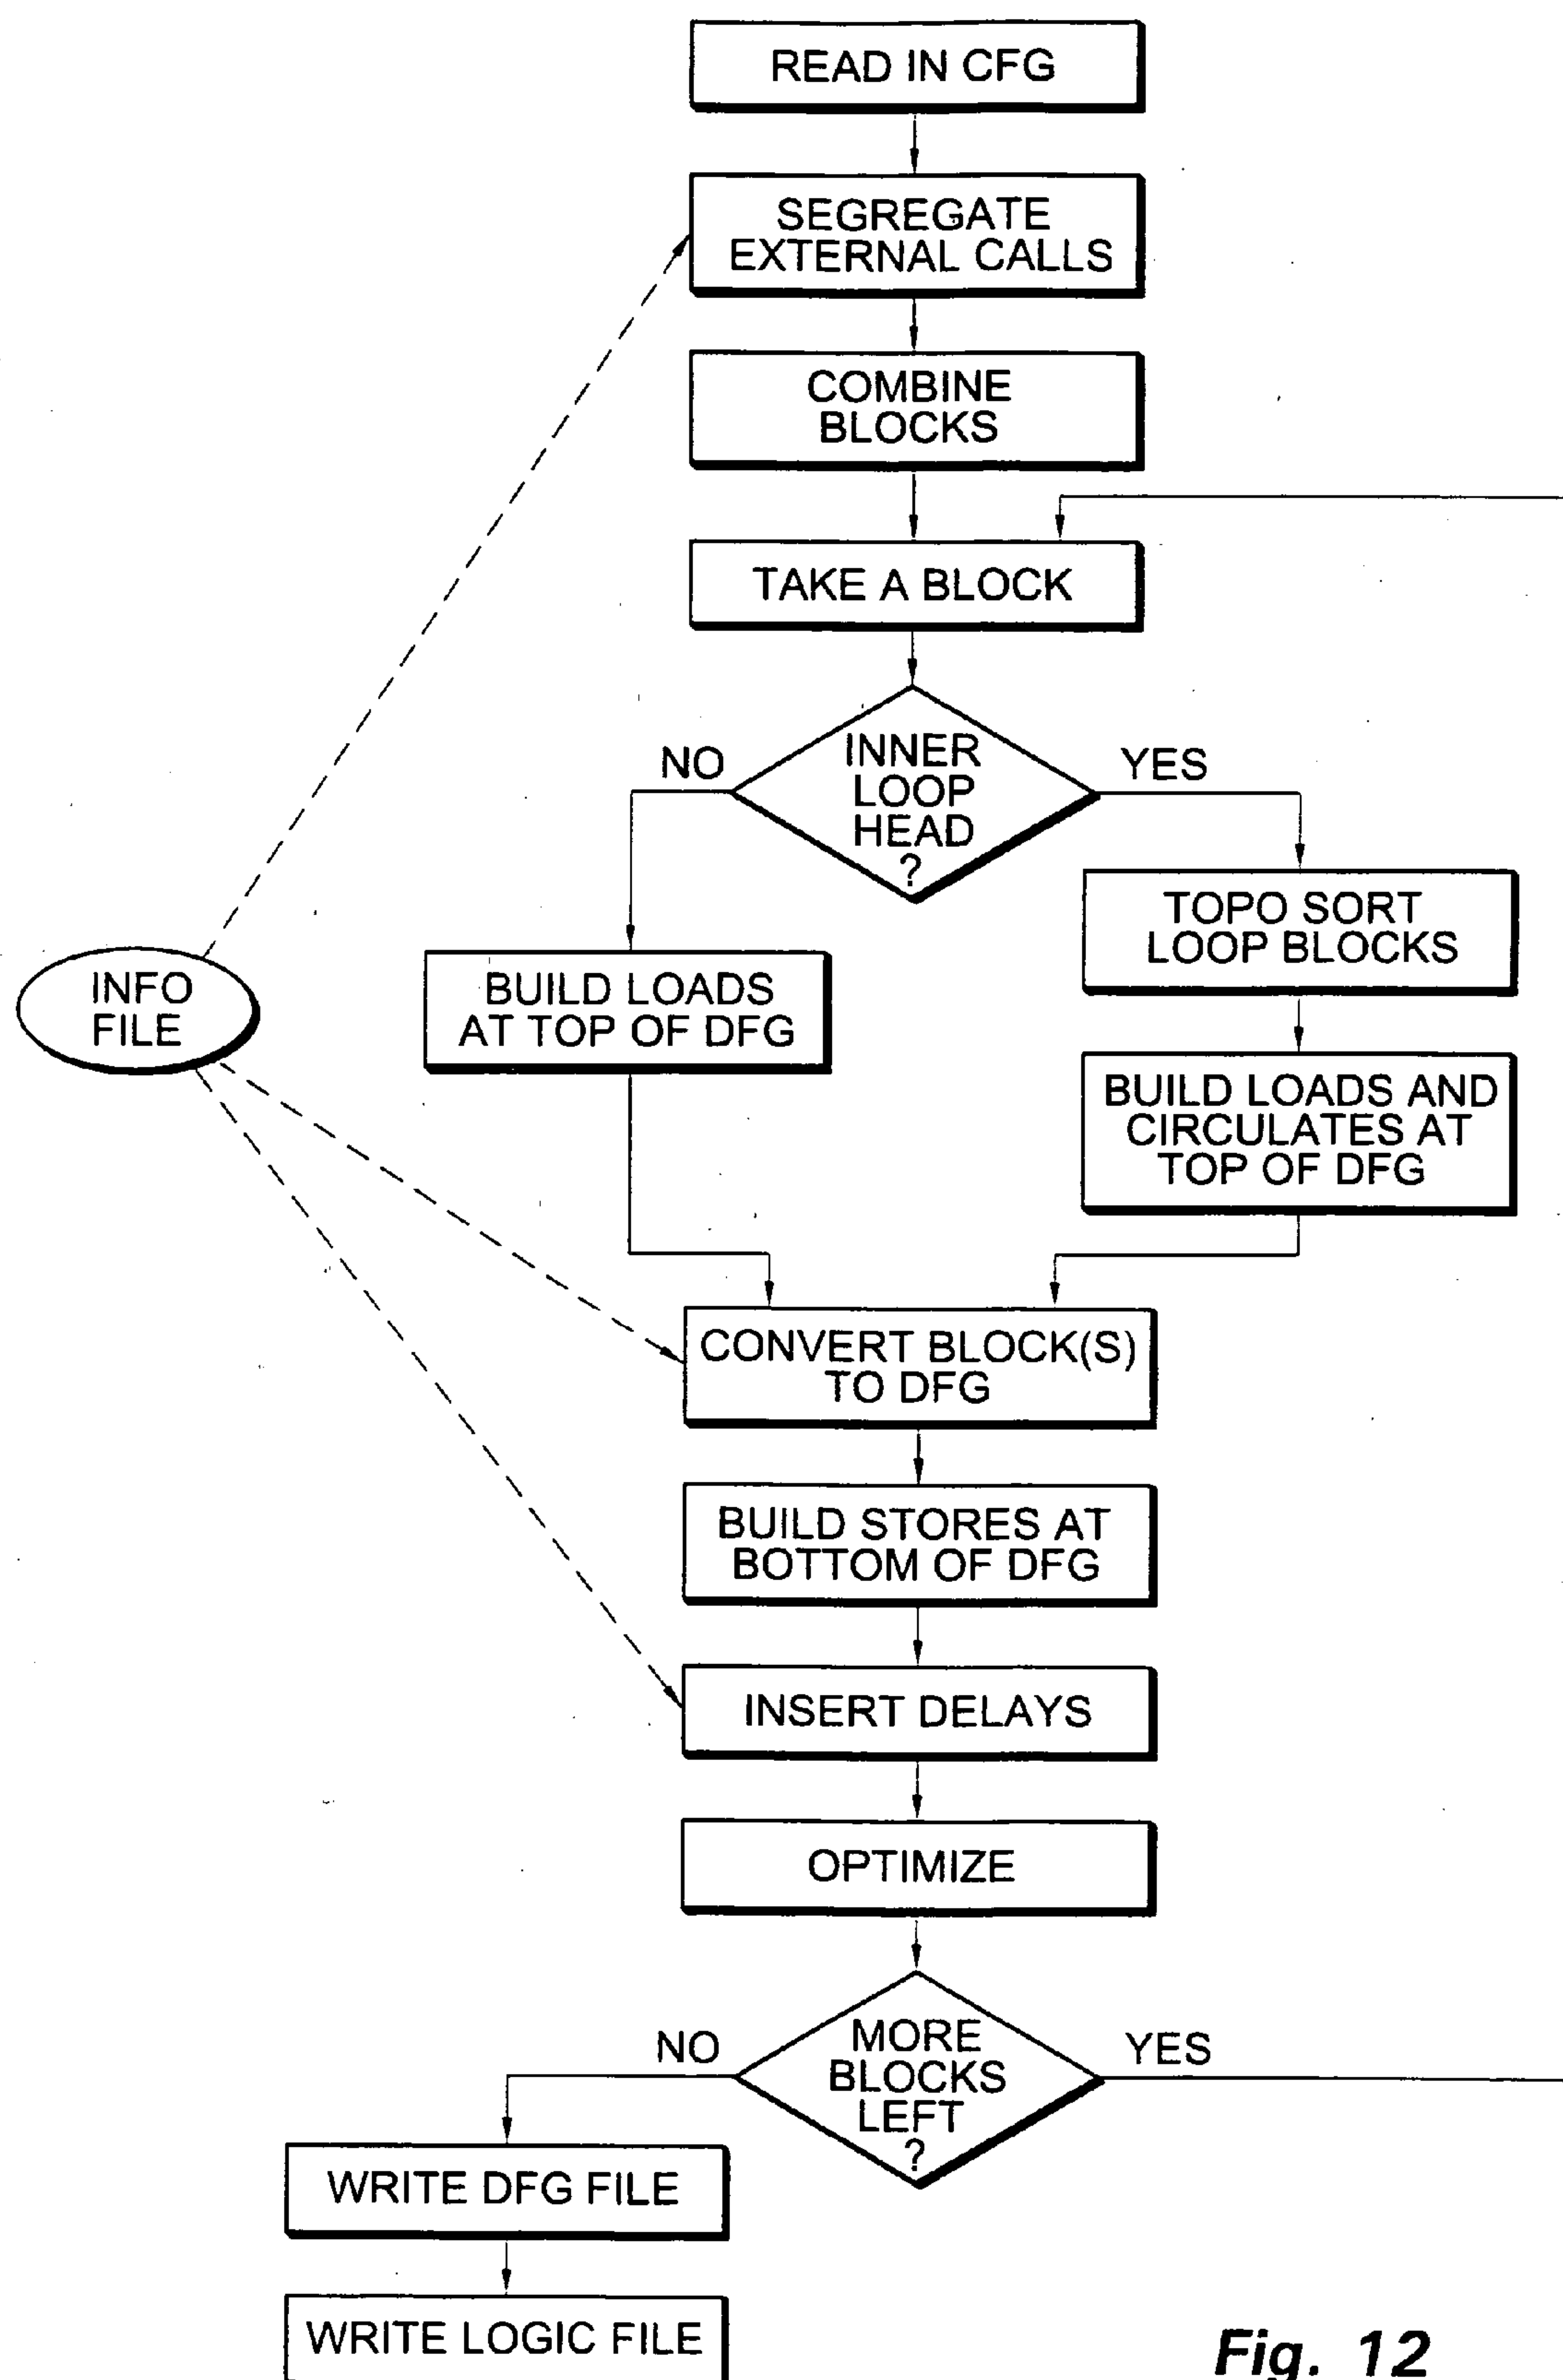 READ IN CFG
SEGREGATE
EXTERNAL CALLS
COMBINE
BLOCKS
TAKE A BLOCK
INNER
LOOP
HEAD
?
NO
YES
TOPO SORT
LOOP BLOCKS
INFO
FILE
BUILD LOADS
AT TOP OF DFG
BUILD LOADS AND
CIRCULATES AT
TOP OF DFG
CONVERT BLOCK(S)
TO DFG
BUILD STORES AT
BOTTOM OF DFG
INSERT DELAYS
OPTIMIZE
MORE
BLOCKS
LEFT
?
NO
YES
WRITE DFG FILE
WRITE LOGIC FILE
Fig. 12